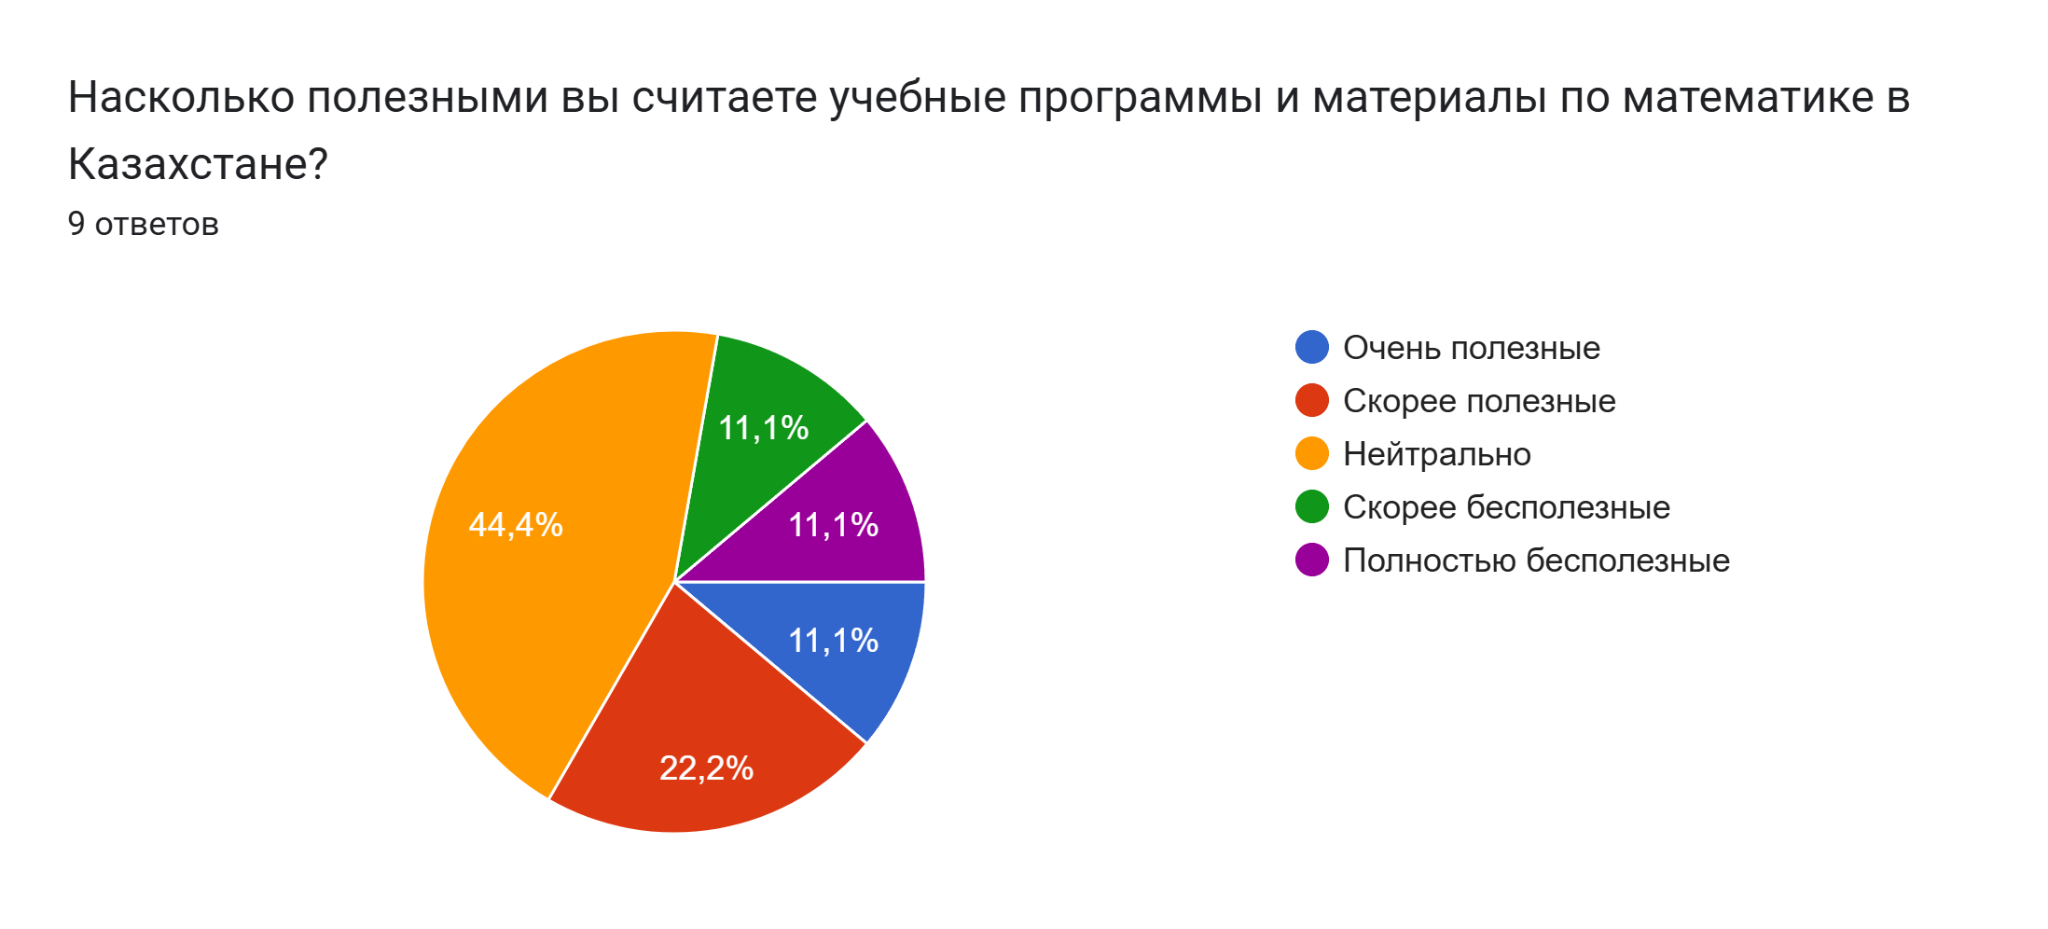 Насколько полезными вы считаете учебные программы и материалы по математике в
Казахстане?
9 ответов
Очень полезные
Скорее полезные
Нейтрально
Скорее бесполезные
Полностью бесполезные
11,1%
44,4%
11,1%
11,1%
22,2%